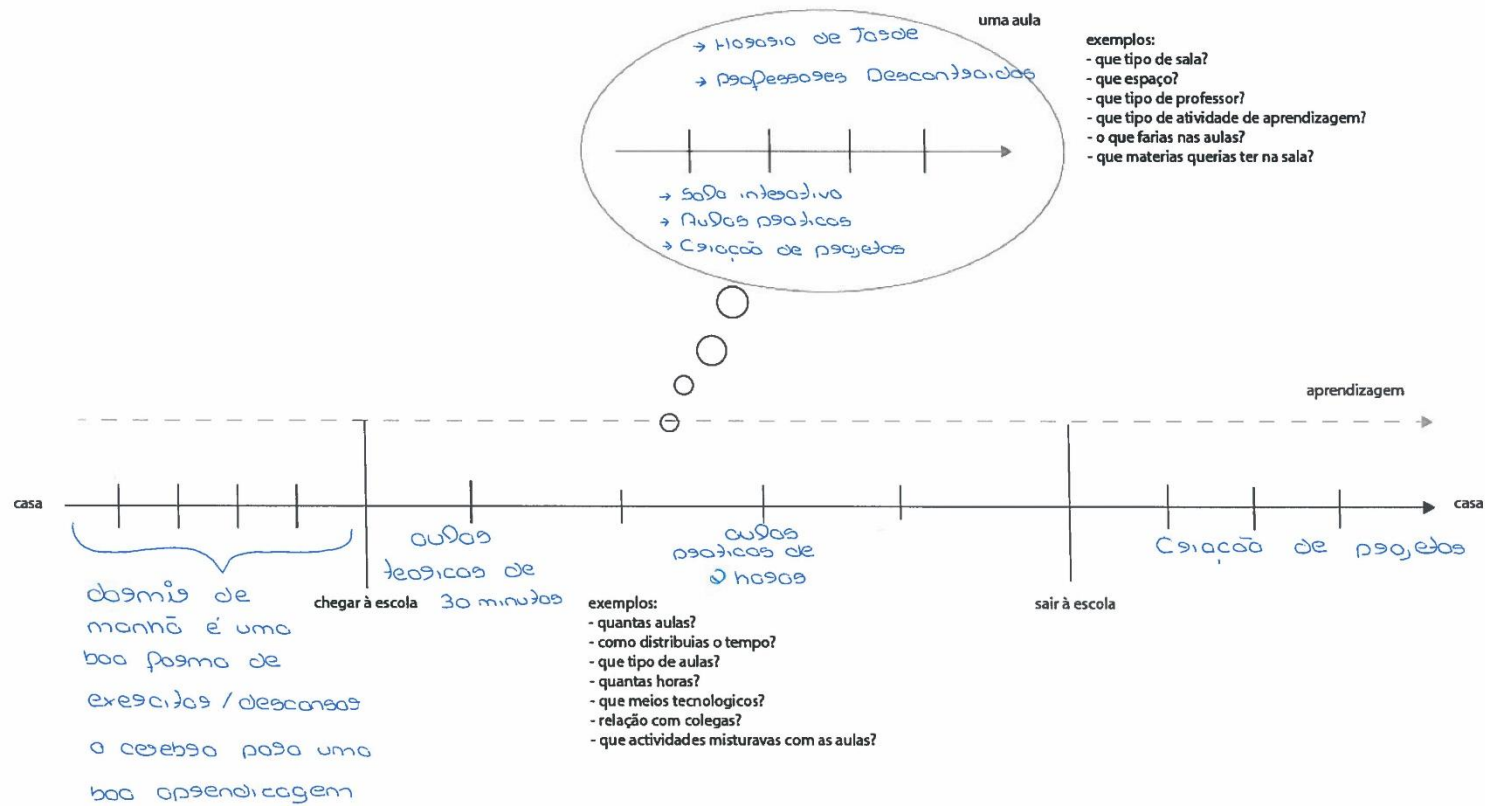 uma aula
→ Horario de Tarde
→ professores Descontraidos
→ Sala interativa
→ Aulas praticas
→ Criação de projetos
exemplos:
- que tipo de sala?
- que espaço?
- que tipo de professor?
- que tipo de atividade de aprendizagem?
- o que farias nas aulas?
- que materias querias ter na sala?
aprendizagem
casa
casa
dormir de
manhã é uma
boa forma de
exercitar / descansar
o cerebro para uma
boa aprendicagem
chegar à escola
aulas
teoricas de
30 minutos
aulas
praticas de
2 horas
exemplos:
- quantas aulas?
- como distribuias o tempo?
- que tipo de aulas?
- quantas horas?
- que meios tecnologicos?
- relação com colegas?
- que actividades misturavas com as aulas?
sair à escola
Criacão de projetos